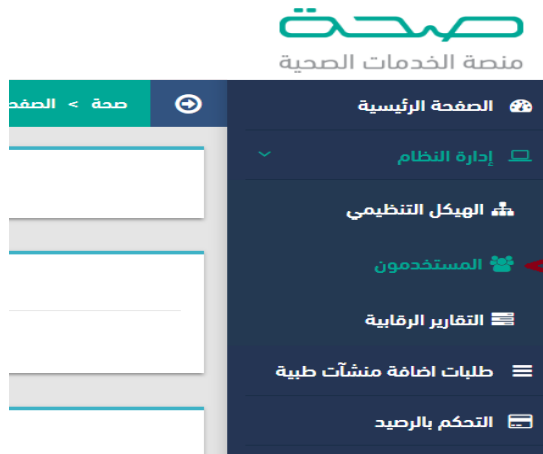 صحة
منصة الخدمات الصحية
الصفحة الرئيسية
صحة > 
إدارة النظام
الهيكل التنظيمي
المستخدمون
التقارير الرقابية
طلبات اضافة منشآت طبية
التحكم بالرصيد